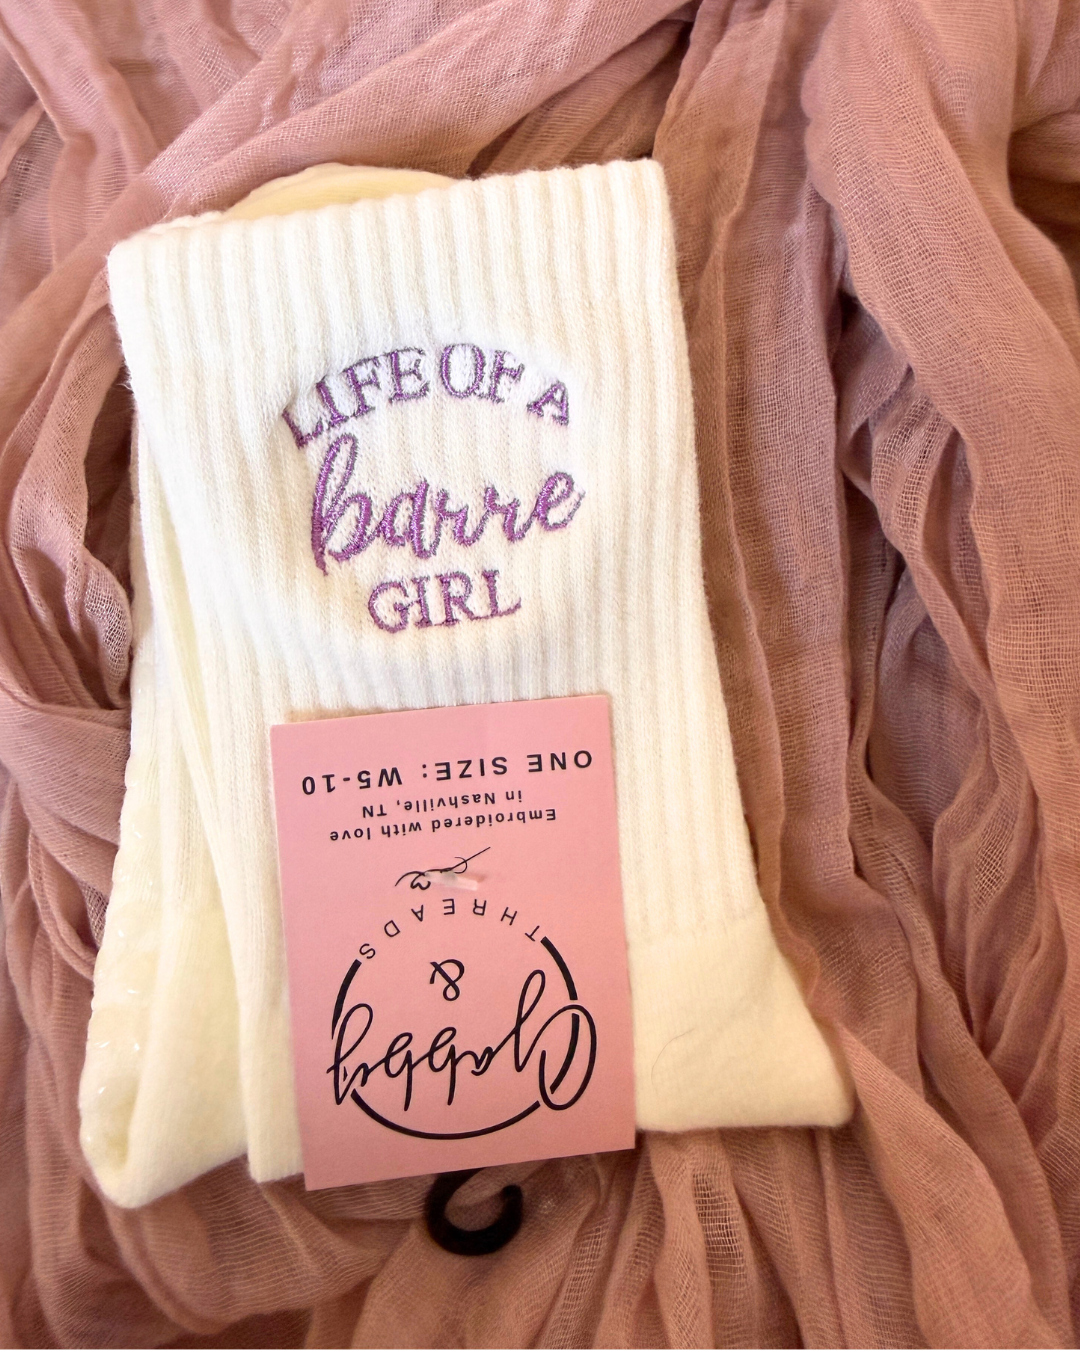 LIFE OF A
barre
GIRL
Gabby
&
THREADS
Embroidered with love
in Nashville, TN
ONE SIZE: W5-10